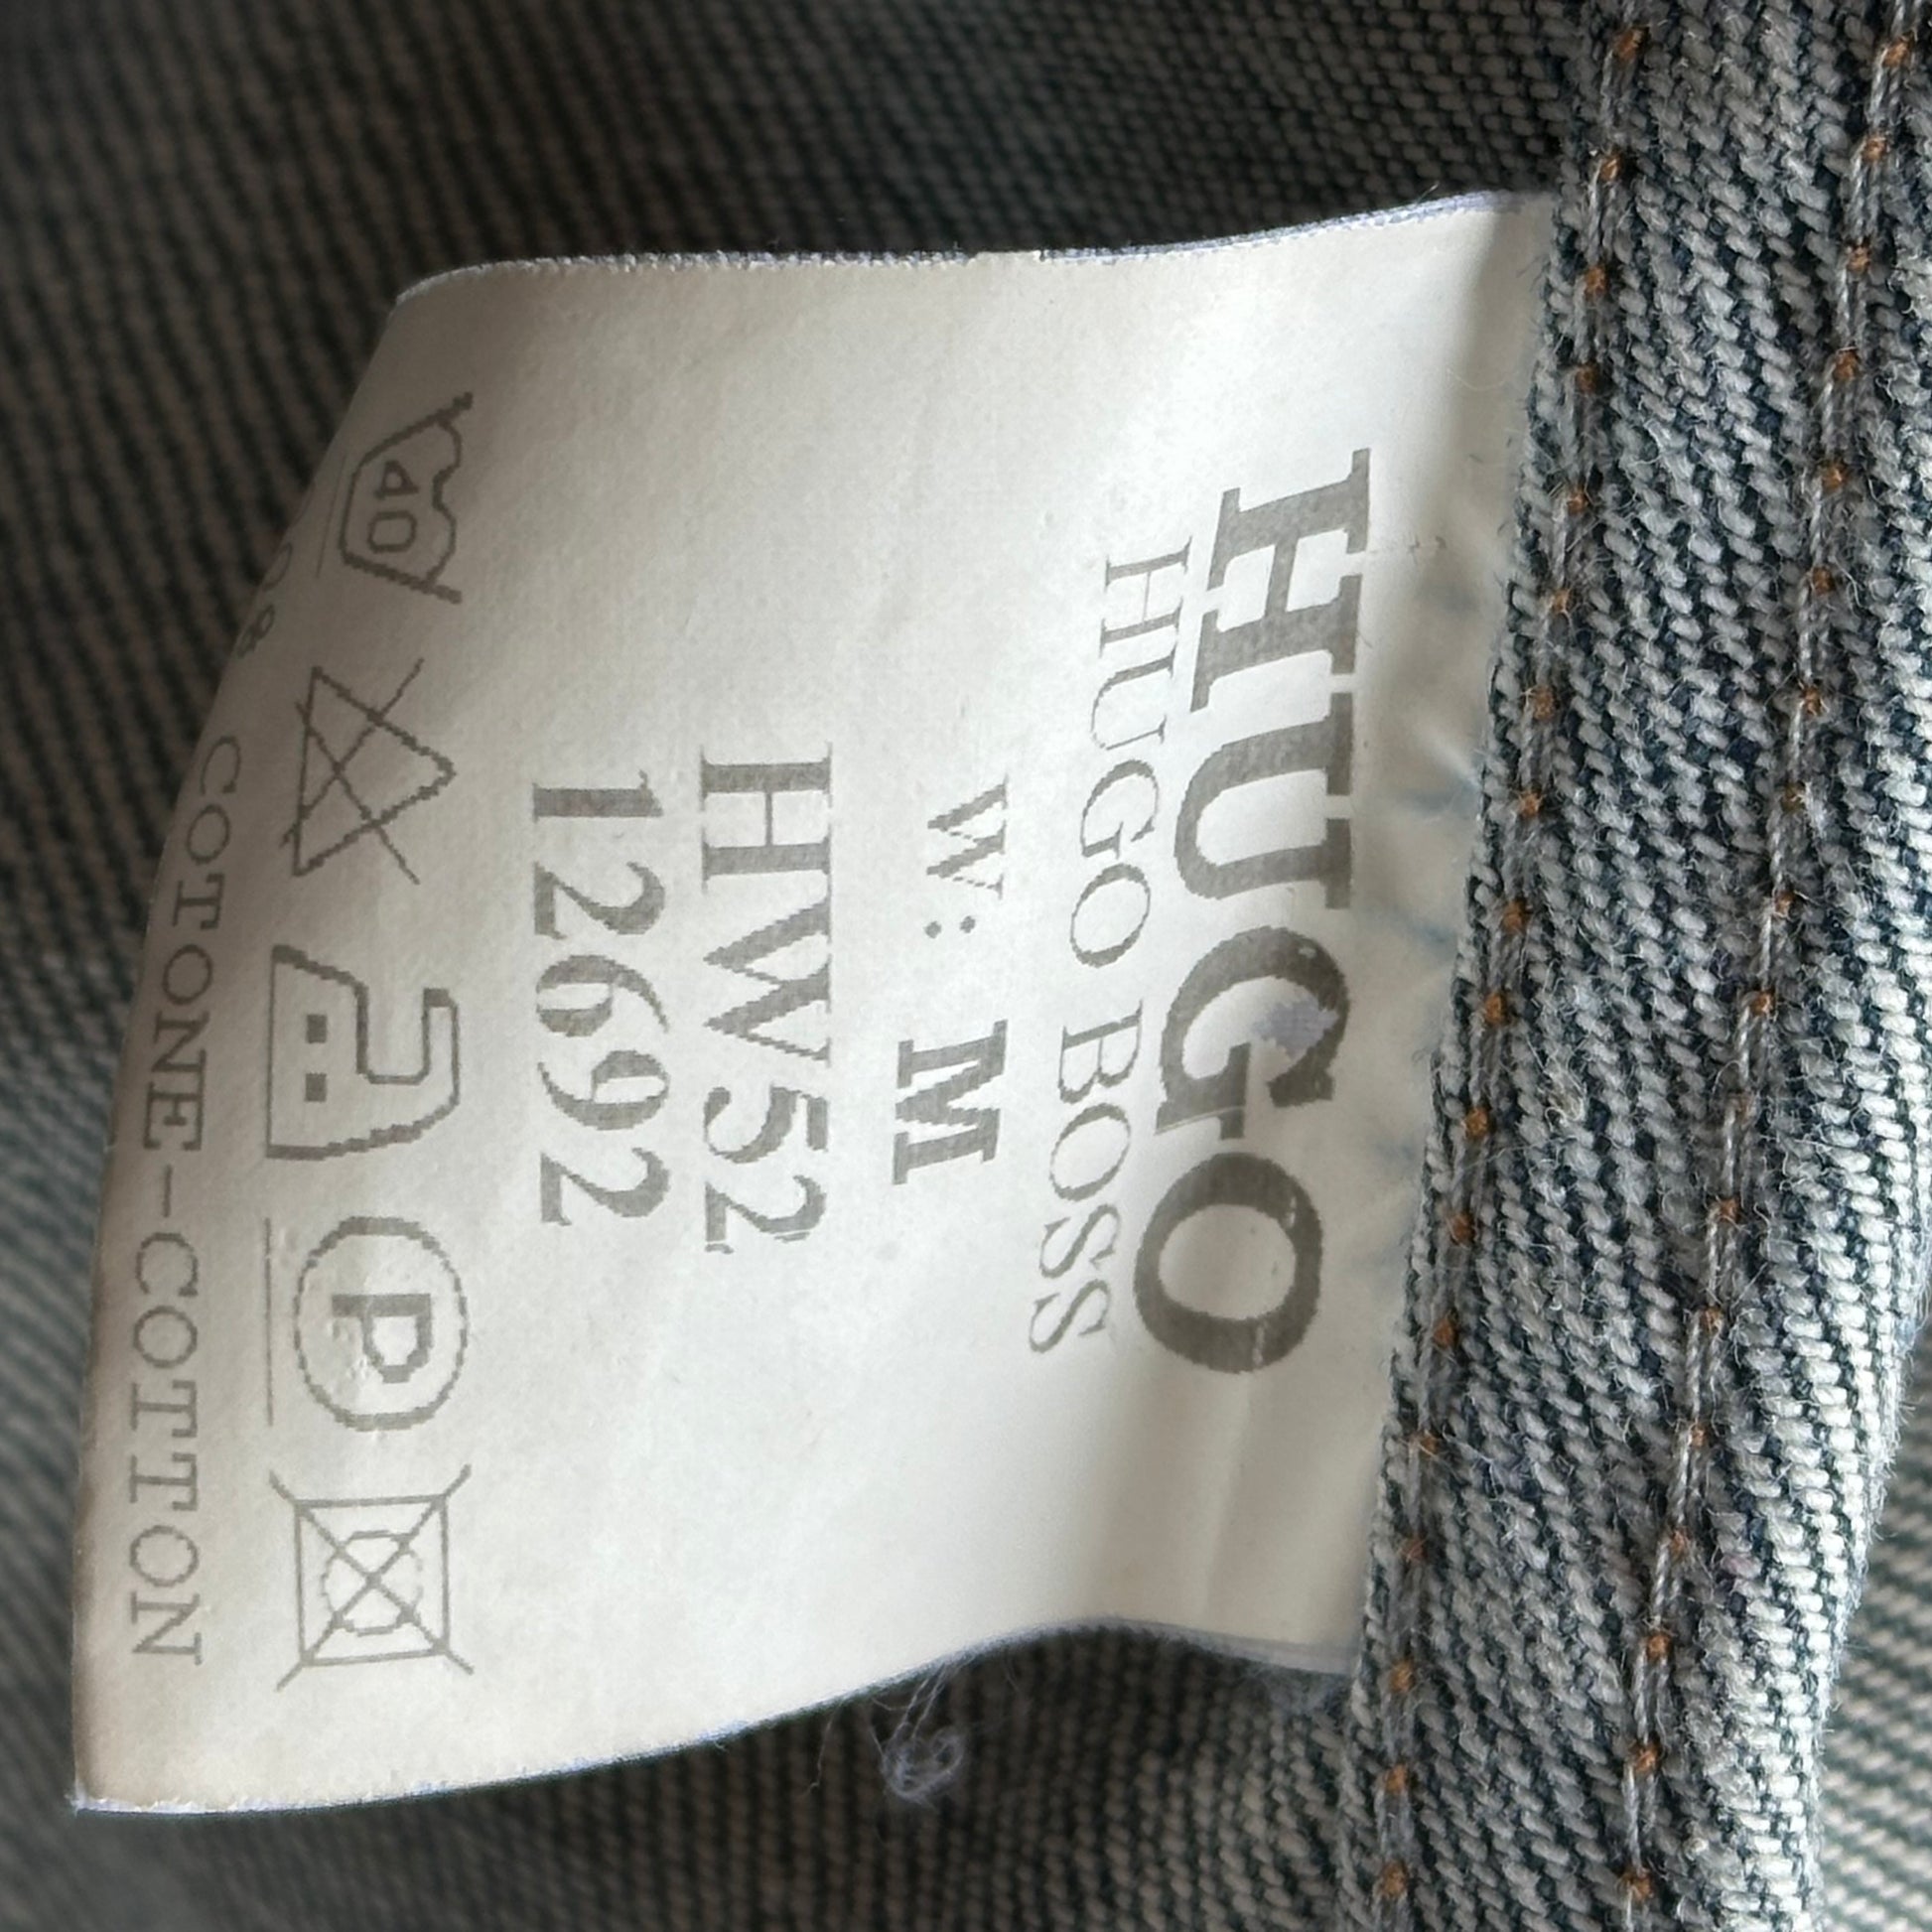 HUGO
HUGO BOSS
W: M
HW52
12692
40 P
COTONE-COTTON